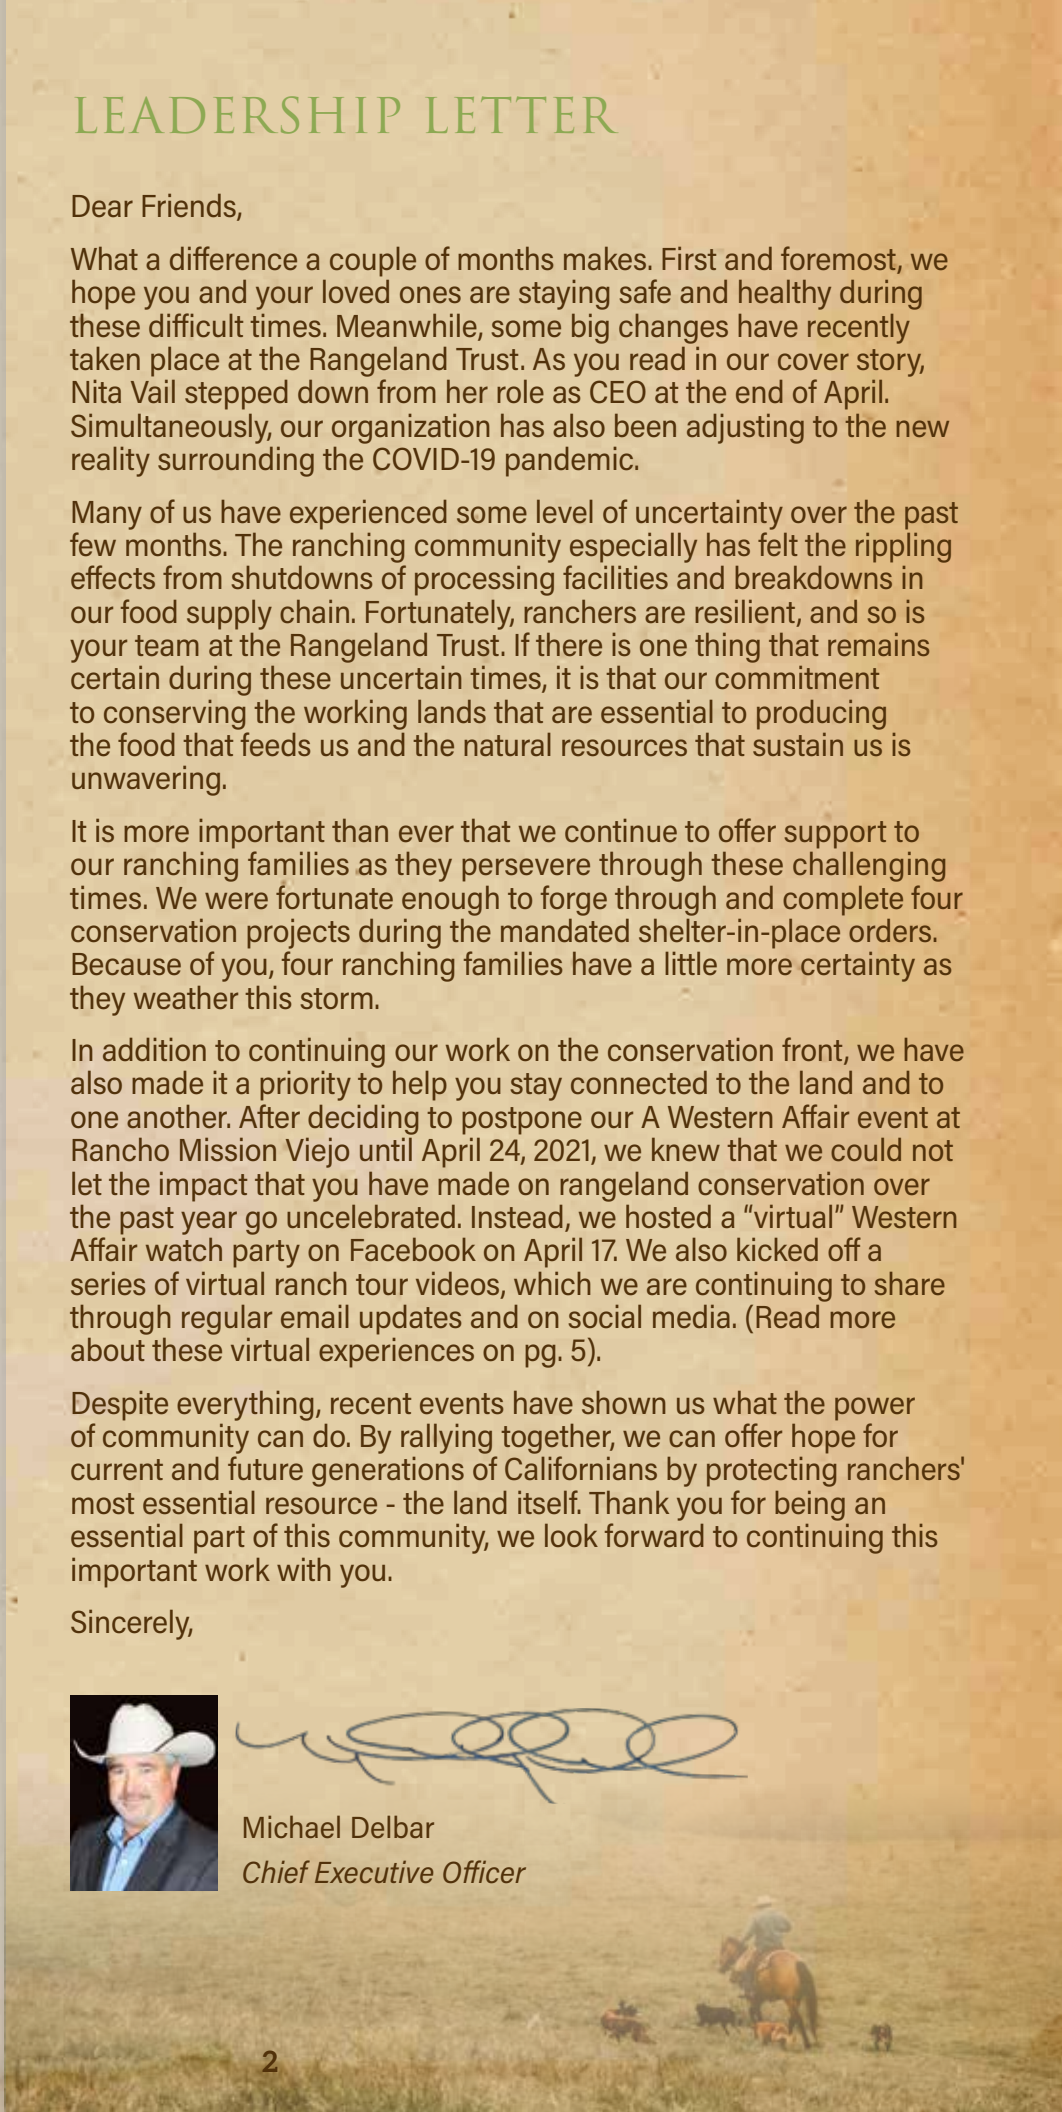 LEADERSHIP LETTER
Dear Friends,
What a difference a couple of months makes. First and foremost, we
hope you and your loved ones are staying safe and healthy during
these difficult times. Meanwhile, some big changes have recently
taken place at the Rangeland Trust. As you read in our cover story,
Nita Vail stepped down from her role as CEO at the end of April.
Simultaneously, our organization has also been adjusting to the new
reality surrounding the COVID-19 pandemic.
Many of us have experienced some level of uncertainty over the past
few months. The ranching community especially has felt the rippling
effects from shutdowns of processing facilities and breakdowns in
our food supply chain. Fortunately, ranchers are resilient, and so is
your team at the Rangeland Trust. If there is one thing that remains
certain during these uncertain times, it is that our commitment
to conserving the working lands that are essential to producing
the food that feeds us and the natural resources that sustain us is
unwavering.
It is more important than ever that we continue to offer support to
our ranching families as they persevere through these challenging
times. We were fortunate enough to forge through and complete four
conservation projects during the mandated shelter-in-place orders.
Because of you, four ranching families have a little more certainty as
they weather this storm.
In addition to continuing our work on the conservation front, we have
also made it a priority to help you stay connected to the land and to
one another. After deciding to postpone our A Western Affair event at
Rancho Mission Viejo until April 24, 2021, we knew that we could not
let the impact that you have made on rangeland conservation over
the past year go uncelebrated. Instead, we hosted a “virtual” Western
Affair watch party on Facebook on April 17. We also kicked off a
series of virtual ranch tour videos, which we are continuing to share
through regular email updates and on social media. (Read more
about these virtual experiences on pg. 5).
Despite everything, recent events have shown us what the power
of community can do. By rallying together, we can offer hope for
current and future generations of Californians by protecting ranchers'
most essential resource - the land itself. Thank you for being an
essential part of this community, we look forward to continuing this
important work with you.
Sincerely,
Michael Delbar
Chief Executive Officer
2